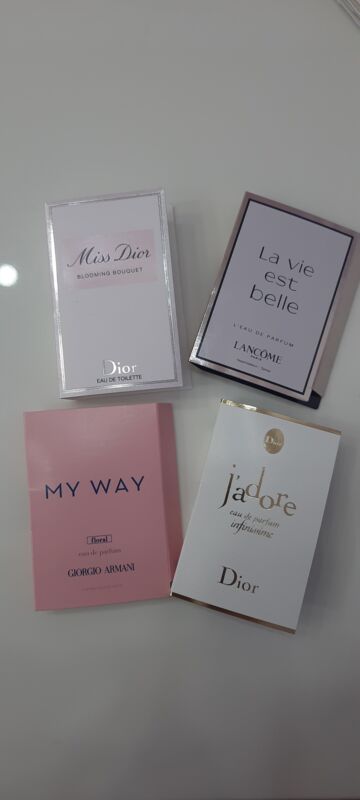 Miss Dior
BLOOMING BOUQUET
Dior
EAU DE TOILETTE
La vie
est
belle
L'EAU DE PARFUM
LANCÔME
PARIS
MY WAY
floral
eau de parfum
GIORGIO ARMANI
Dior
j'adore
eau de parfum
infinissime
Dior